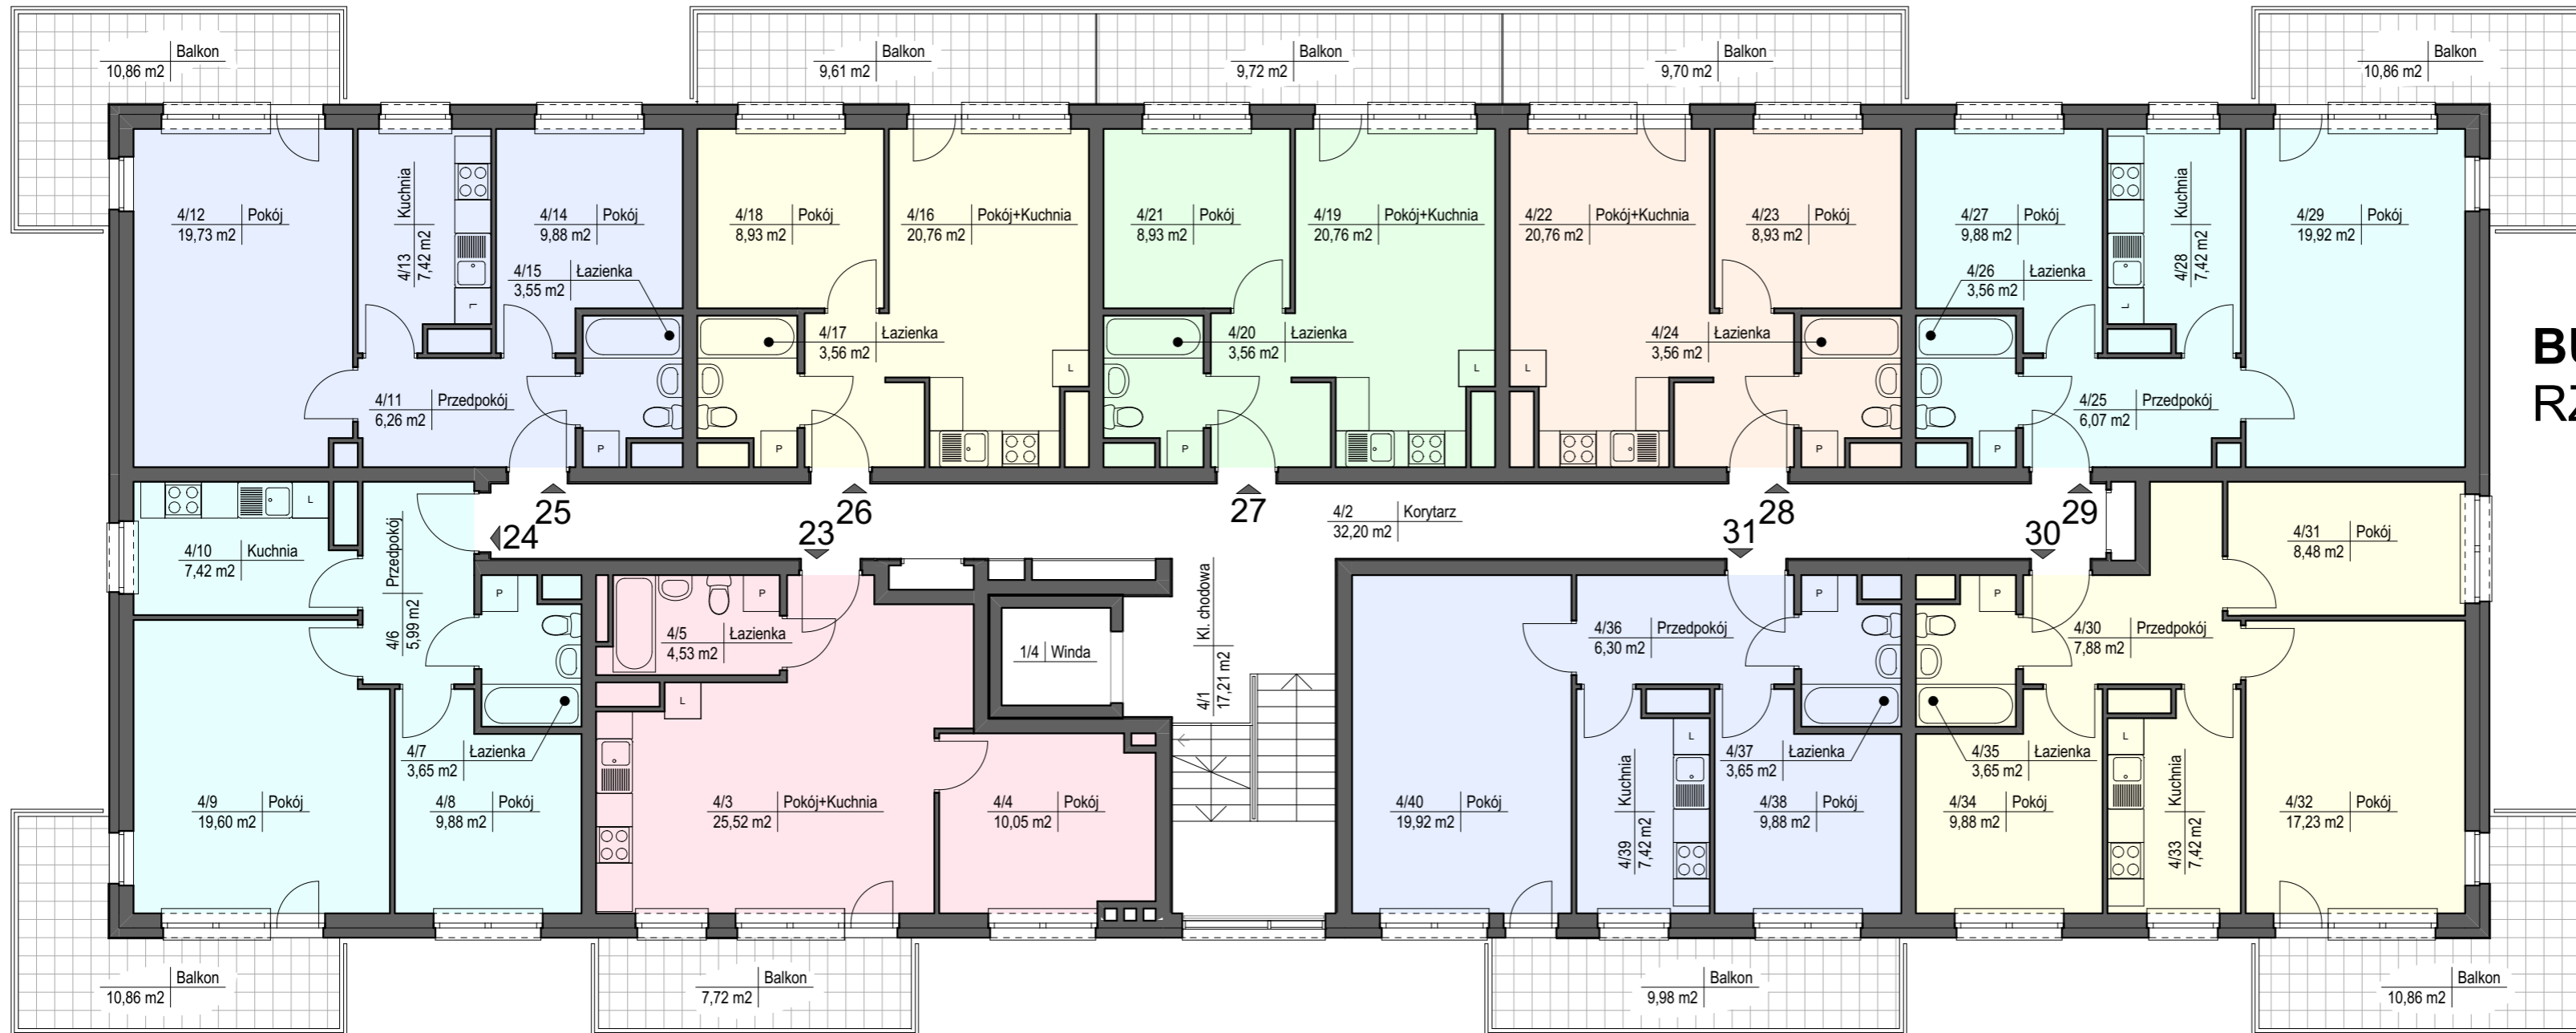 Balkon
10,86 m2
Balkon
9,61 m2
Balkon
9,72 m2
Balkon
9,70 m2
Balkon
10,86 m2
4/12 Pokój
19,73 m2
4/13 Kuchnia
7,42 m2
4/14 Pokój
9,88 m2
4/15 Łazienka
3,55 m2
4/11 Przedpokój
6,26 m2
4/18 Pokój
8,93 m2
4/16 Pokój+Kuchnia
20,76 m2
4/17 Łazienka
3,56 m2
4/21 Pokój
8,93 m2
4/19 Pokój+Kuchnia
20,76 m2
4/20 Łazienka
3,56 m2
4/22 Pokój+Kuchnia
20,76 m2
4/23 Pokój
8,93 m2
4/24 Łazienka
3,56 m2
4/27 Pokój
9,88 m2
4/26 Łazienka
3,56 m2
4/28 Kuchnia
7,42 m2
4/29 Pokój
19,92 m2
4/25 Przedpokój
6,07 m2
BU
RZ
L
L
L
L
L
P
P
P
P
P
25
26
27
28
29
24
23
31
30
4/2 Korytarz
32,20 m2
4/10 Kuchnia
7,42 m2
L
4/6 Przedpokój
5,99 m2
P
4/9 Pokój
19,60 m2
4/7 Łazienka
3,65 m2
4/8 Pokój
9,88 m2
4/5 Łazienka
4,53 m2
P
L
4/3 Pokój+Kuchnia
25,52 m2
4/4 Pokój
10,05 m2
1/4 Winda
4/1 Kl. chodowa
17,21 m2
4/40 Pokój
19,92 m2
4/36 Przedpokój
6,30 m2
P
4/39 Kuchnia
7,42 m2
L
4/37 Łazienka
3,65 m2
4/38 Pokój
9,88 m2
P
4/30 Przedpokój
7,88 m2
4/31 Pokój
8,48 m2
4/35 Łazienka
3,65 m2
4/34 Pokój
9,88 m2
L
4/33 Kuchnia
7,42 m2
4/32 Pokój
17,23 m2
Balkon
10,86 m2
Balkon
7,72 m2
Balkon
9,98 m2
Balkon
10,86 m2